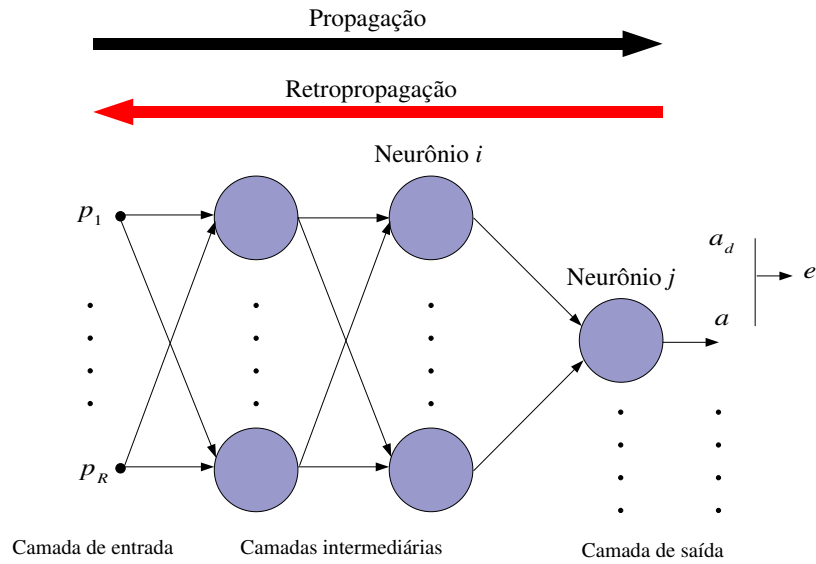 Propagação
Retropropagação
Neurônio i
p1
ad
e
Neurônio j
a
pR
Camada de entrada
Camadas intermediárias
Camada de saída